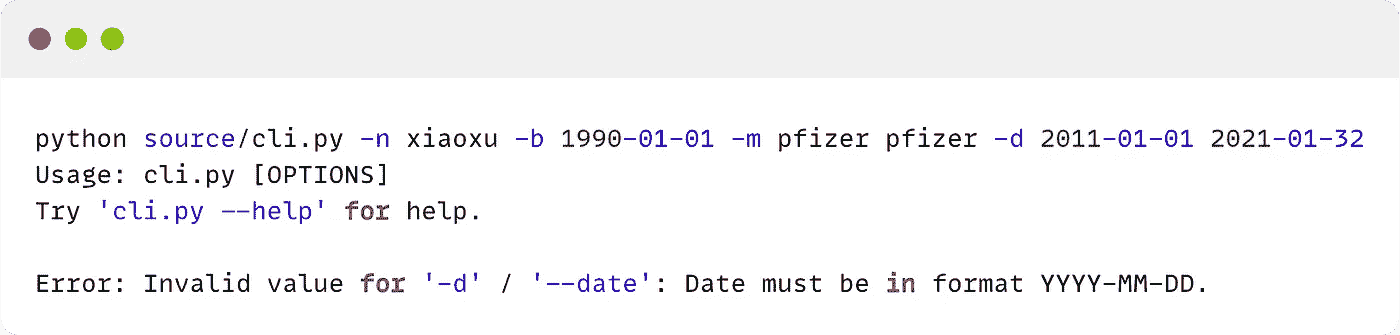 python source/cli.py -n xiaoxu -b 1990-01-01 -m pfizer pfizer -d 2011-01-01 2021-01-32
Usage: cli.py [OPTIONS]
Try 'cli.py --help' for help.
Error: Invalid value for '-d' / '--date': Date must be in format YYYY-MM-DD.